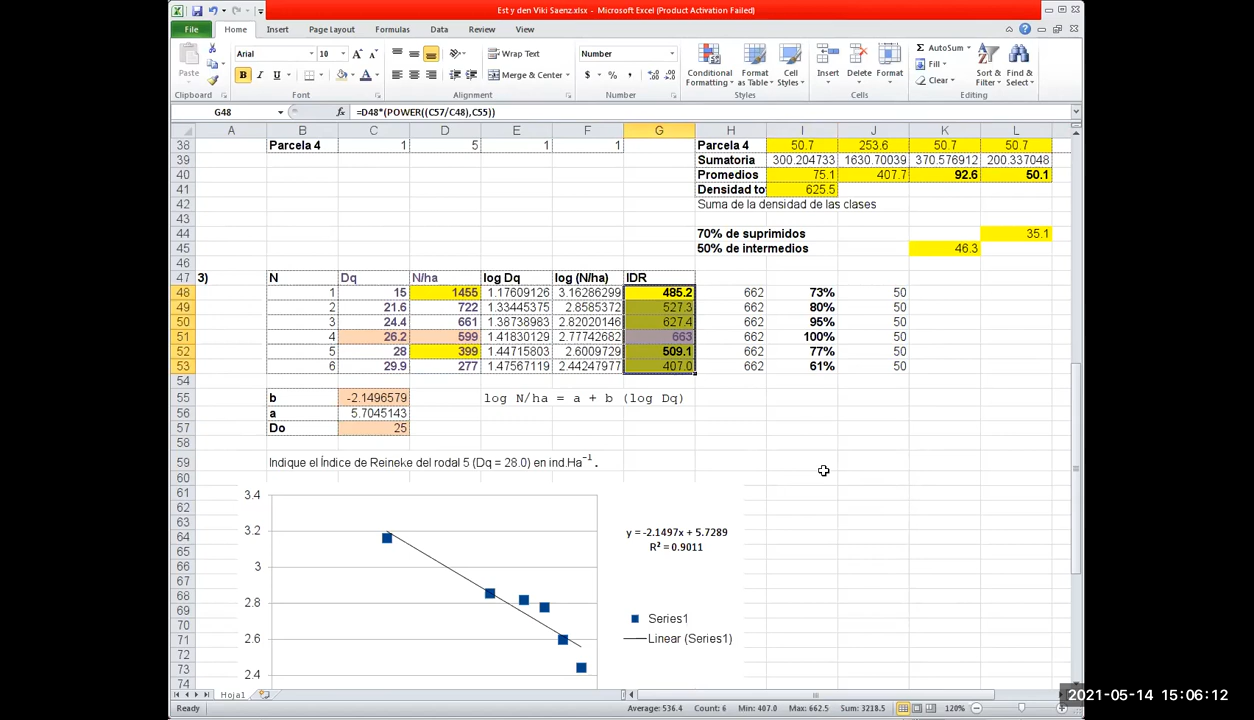 Est y den Viki Saenz.xlsx - Microsoft Excel (Product Activation Failed)
File Home Insert Page Layout Formulas Data Review View
Arial 10 Wrap Text Number AutoSum
Paste B I U Merge & Center $ % , Conditional Formatting Format as Table Cell Styles Insert Delete Format Fill Clear Sort & Filter Find & Select
Clipboard Font Alignment Number Styles Cells Editing
G48 fx =D48*(POWER((C57/C48),C55))
A B C D E F G H I J K L
38 Parcela 4 1 5 1 1 Parcela 4 50.7 253.6 50.7 50.7
39 Sumatoria 300.204733 1630.70039 370.576912 200.337048
40 Promedios 75.1 407.7 92.6 50.1
41 Densidad to 625.5
42 Suma de la densidad de las clases
43
44 70% de suprimidos 35.1
45 50% de intermedios 46.3
46
47 3) N Dq N/ha log Dq log (N/ha) IDR
48 1 15 1455 1.17609126 3.16286299 485.2 662 73% 50
49 2 21.6 722 1.33445375 2.8585372 527.3 662 80% 50
50 3 24.4 661 1.38738983 2.82020146 627.4 662 95% 50
51 4 26.2 599 1.41830129 2.77742682 663 662 100% 50
52 5 28 399 1.44715803 2.6009729 509.1 662 77% 50
53 6 29.9 277 1.47567119 2.44247977 407.0 662 61% 50
54
55 b -2.1496579 log N/ha = a + b (log Dq)
56 a 5.7045143
57 Do 25
58
59 Indique el Índice de Reineke del rodal 5 (Dq = 28.0) en ind.Ha⁻¹.
60
61
62
63
64
65
66
67
68
69
70
71
72
73
74
3.4
3.2
3
2.8
2.6
2.4
y = -2.1497x + 5.7289
R² = 0.9011
Series1
Linear (Series1)
Hoja1
Ready Average: 536.4 Count: 6 Min: 407.0 Max: 662.5 Sum: 3218.5 120%
2021-05-14 15:06:12